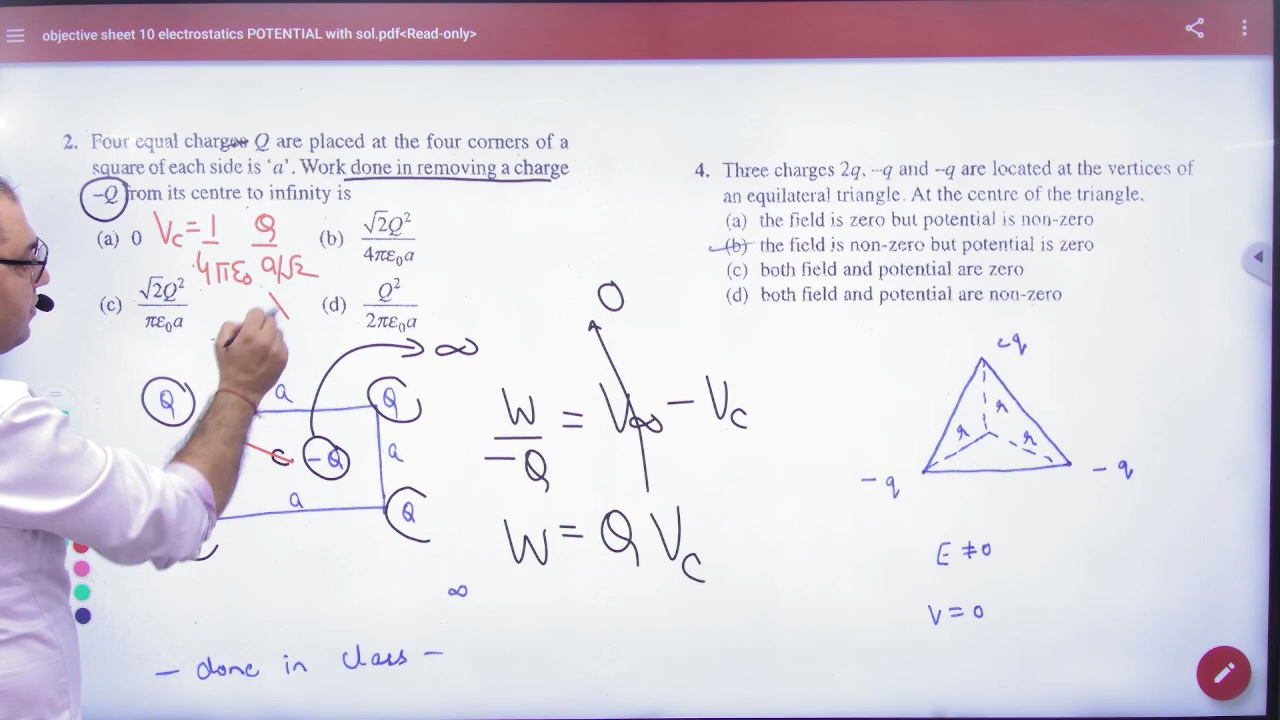 objective sheet 10 electrostatics POTENTIAL with sol.pdf<Read-only>
2. Four equal charges Q are placed at the four corners of a
square of each side is 'a'. Work done in removing a charge
–Q from its centre to infinity is
(a) 0
(b) √2Q²/4πε₀a
(c) √2Q²/πε₀a
(d) Q²/2πε₀a
V_c = 1/4πε₀ Q/a/√2
∞
Q
a
Q
C
–Q
a
a
Q
W/–Q = V∞ – V_c
0
W = Q V_c
∞
– done in class –
4. Three charges 2q, –q and –q are located at the vertices of
an equilateral triangle. At the centre of the triangle.
(a) the field is zero but potential is non-zero
(b) the field is non-zero but potential is zero
(c) both field and potential are zero
(d) both field and potential are non-zero
r
r
r
– q
– q
E ≠ 0
V = 0